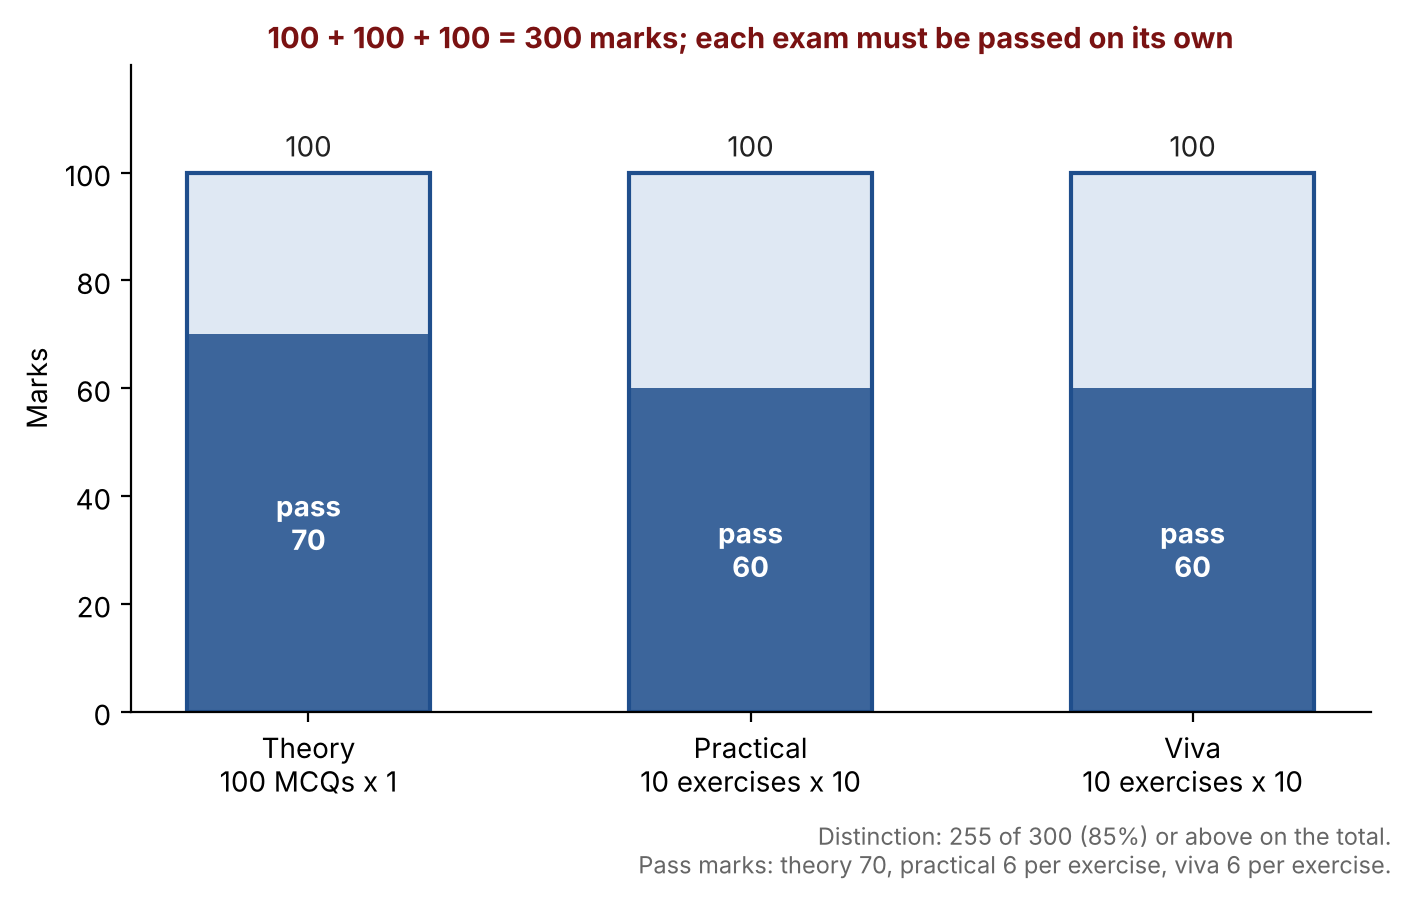 100 + 100 + 100 = 300 marks; each exam must be passed on its own
100
100
100
100
80
60
40
20
0
Marks
pass
70
pass
60
pass
60
Theory
100 MCQs x 1
Practical
10 exercises x 10
Viva
10 exercises x 10
Distinction: 255 of 300 (85%) or above on the total.
Pass marks: theory 70, practical 6 per exercise, viva 6 per exercise.